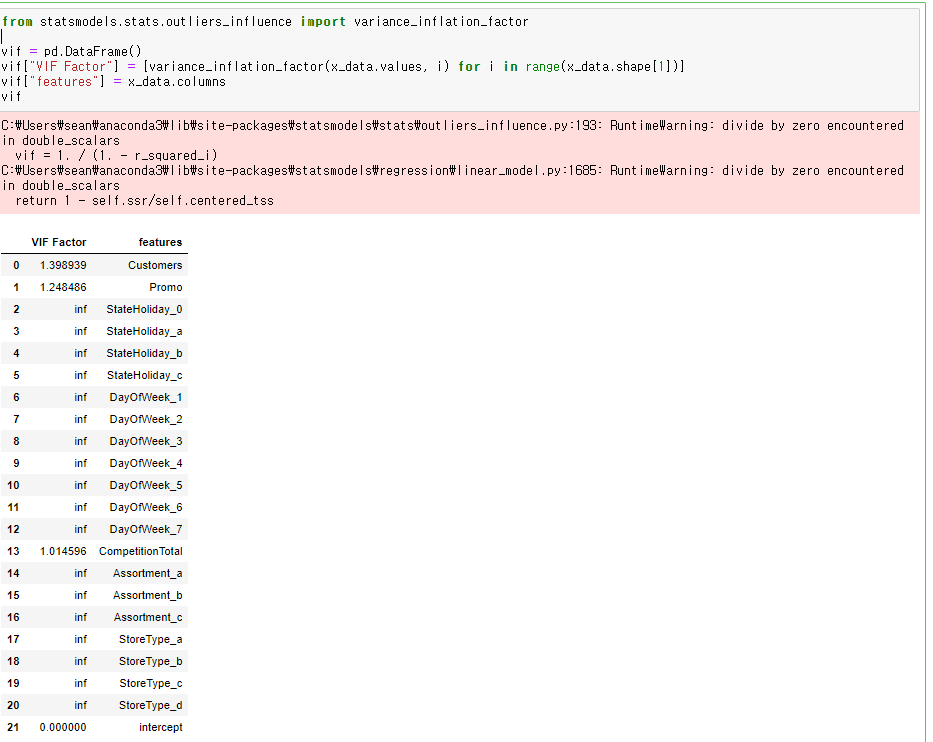 from statsmodels.stats.outliers_influence import variance_inflation_factor
vif = pd.DataFrame()
vif["VIF Factor"] = [variance_inflation_factor(x_data.values, i) for i in range(x_data.shape[1])]
vif["features"] = x_data.columns
vif
C:₩Users₩sean₩anaconda3₩lib₩site-packages₩statsmodels₩stats₩outliers_influence.py:193: RuntimeWarning: divide by zero encountered
in double_scalars
  vif = 1. / (1. - r_squared_i)
C:₩Users₩sean₩anaconda3₩lib₩site-packages₩statsmodels₩regression₩linear_model.py:1685: RuntimeWarning: divide by zero encountered
in double_scalars
  return 1 - self.ssr/self.centered_tss
VIF Factor features
0 1.398939 Customers
1 1.248486 Promo
2 inf StateHoliday_0
3 inf StateHoliday_a
4 inf StateHoliday_b
5 inf StateHoliday_c
6 inf DayOfWeek_1
7 inf DayOfWeek_2
8 inf DayOfWeek_3
9 inf DayOfWeek_4
10 inf DayOfWeek_5
11 inf DayOfWeek_6
12 inf DayOfWeek_7
13 1.014596 CompetitionTotal
14 inf Assortment_a
15 inf Assortment_b
16 inf Assortment_c
17 inf StoreType_a
18 inf StoreType_b
19 inf StoreType_c
20 inf StoreType_d
21 0.000000 intercept